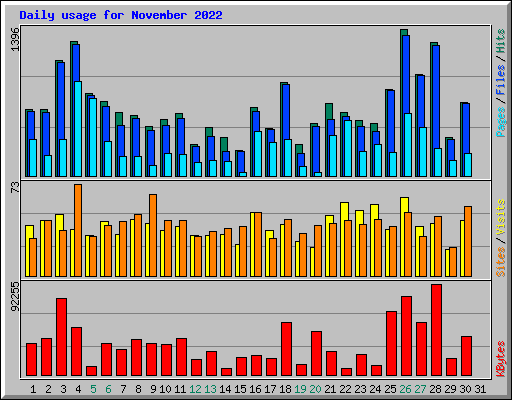 Daily usage for November 2022
1396
Pages / Files / Hits
73
Sites / Visits
92255
KBytes
1 2 3 4 5 6 7 8 9 10 11 12 13 14 15 16 17 18 19 20 21 22 23 24 25 26 27 28 29 30 31